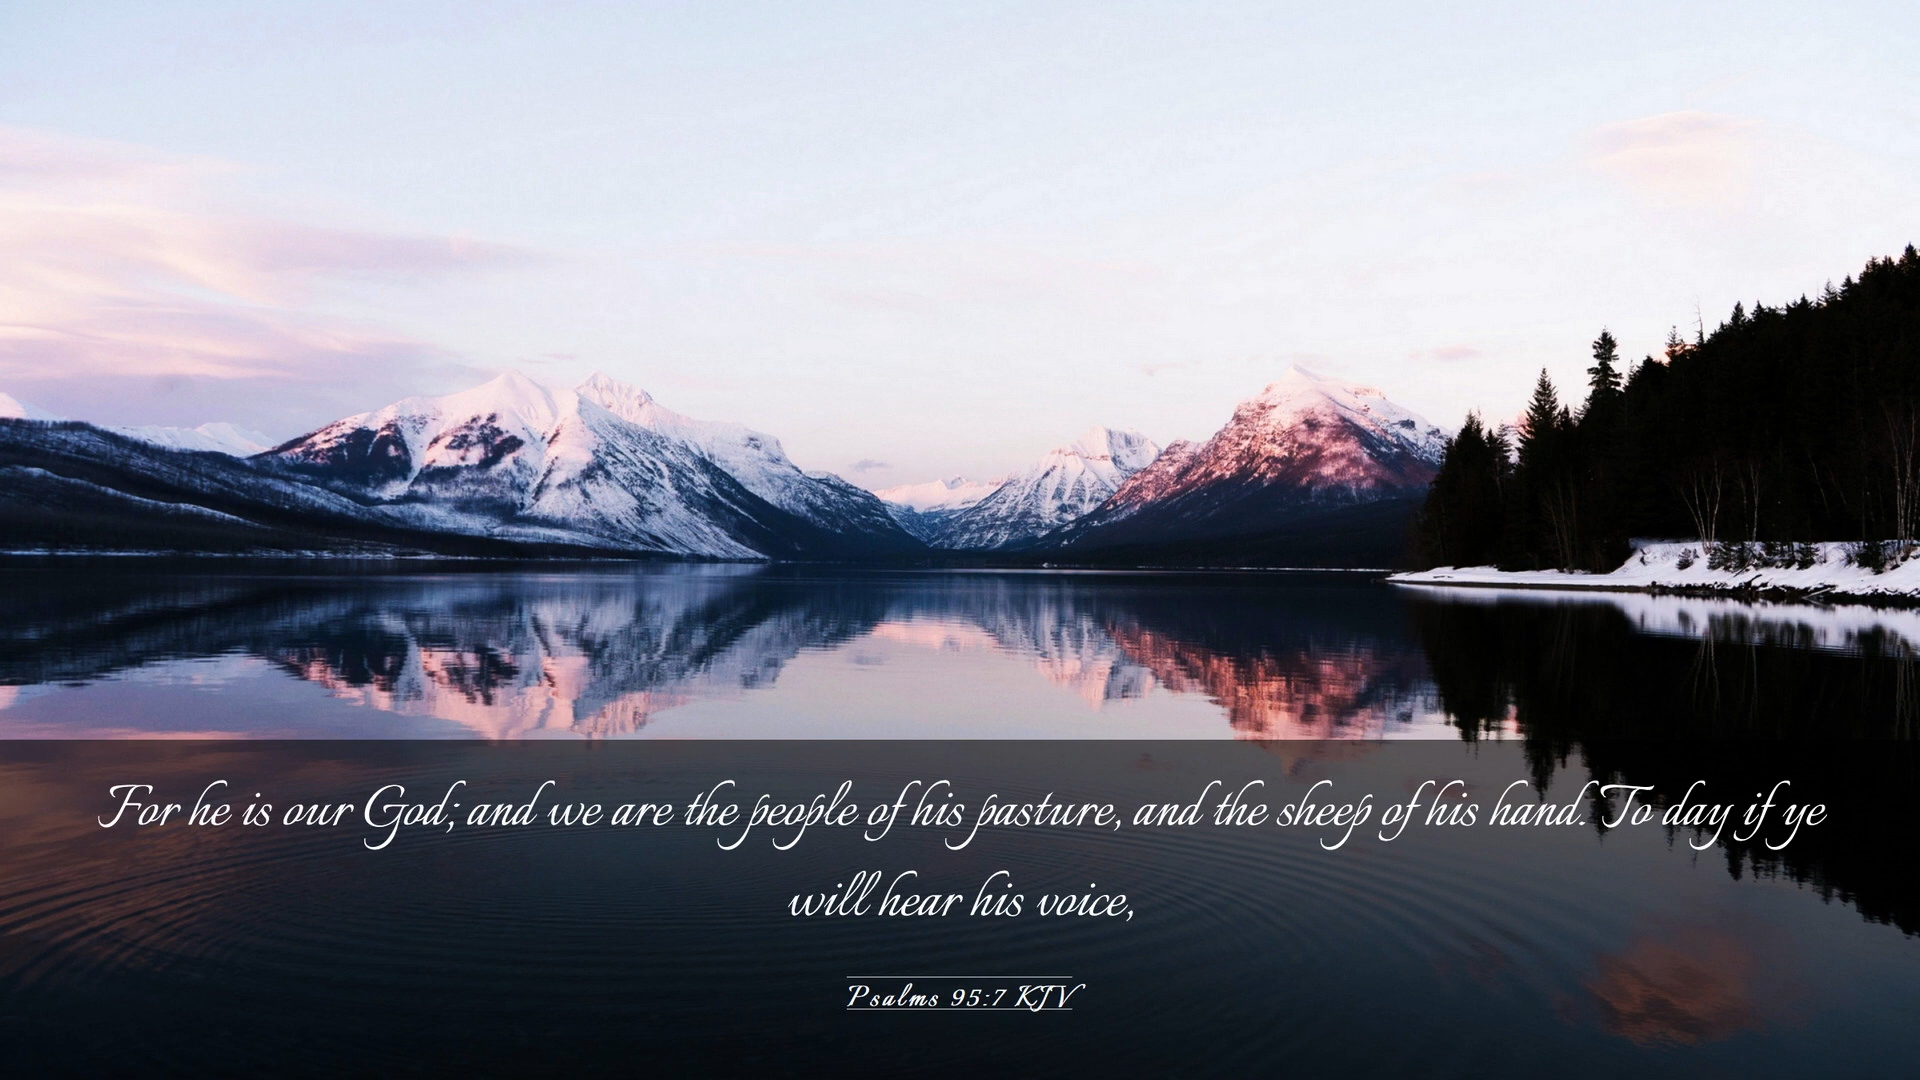 For he is our God; and we are the people of his pasture, and the sheep of his hand. To day if ye
will hear his voice,
Psalms 95:7 KJV